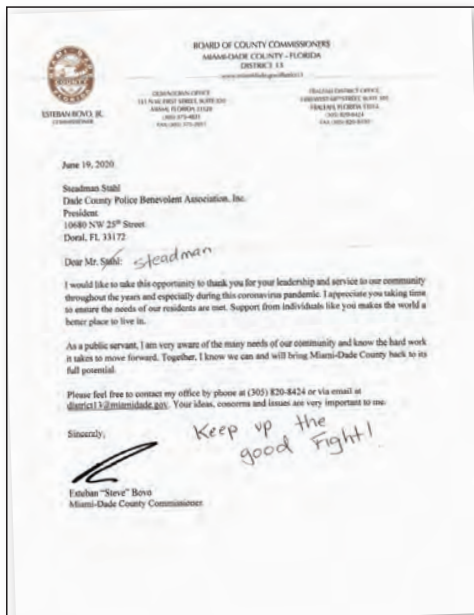 BOARD OF COUNTY COMMISSIONERS
MIAMI-DADE COUNTY - FLORIDA
DISTRICT 13
ESTEBAN BOVO, JR.
COMMISSIONER
June 19, 2020
Steadman Stahl
Dade County Police Benevolent Association, Inc.
President
10680 NW 25th Street
Doral, FL 33172
Dear Mr. Stahl: Steadman
I would like to take this opportunity to thank you for your leadership and service to our community
throughout the years and especially during this coronavirus pandemic. I appreciate you taking time
to ensure the needs of our residents are met. Support from individuals like you makes the world a
better place to live in.
As a public servant, I am very aware of the many needs of our community and know the hard work
it takes to move forward. Together, I know we can and will bring Miami-Dade County back to its
full potential.
Please feel free to contact my office by phone at (305) 820-8424 or via email at
district13@miamidade.gov. Your ideas, concerns and issues are very important to me.
Sincerely,
Keep up the
good Fight!
Esteban "Steve" Bovo
Miami-Dade County Commissioner